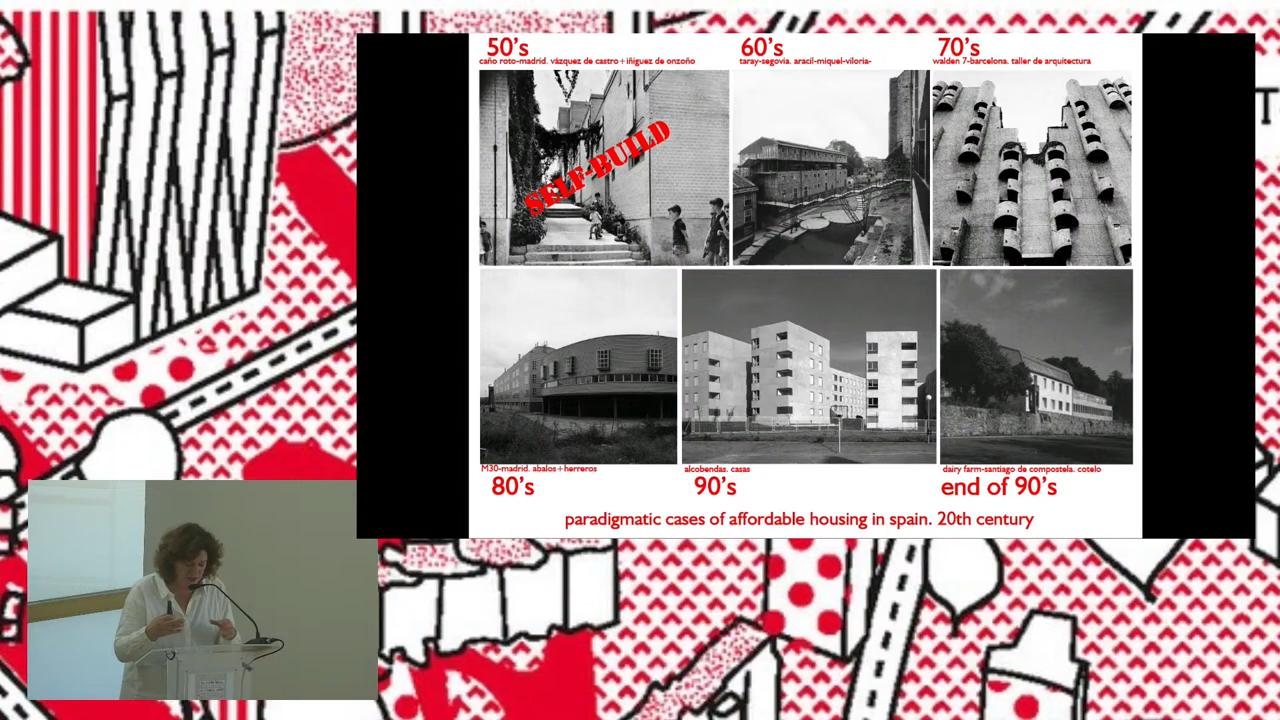 50's
caño roto-madrid. vázquez de castro+iñiguez de onzoño
60's
taray-segovia. aracil-miquel-viloria-
70's
walden 7-barcelona. taller de arquitectura
SELF-BUILD
M30-madrid. abalos+herreros
80's
alcobendas. casas
90's
dairy farm-santiago de compostela. cotelo
end of 90's
paradigmatic cases of affordable housing in spain. 20th century